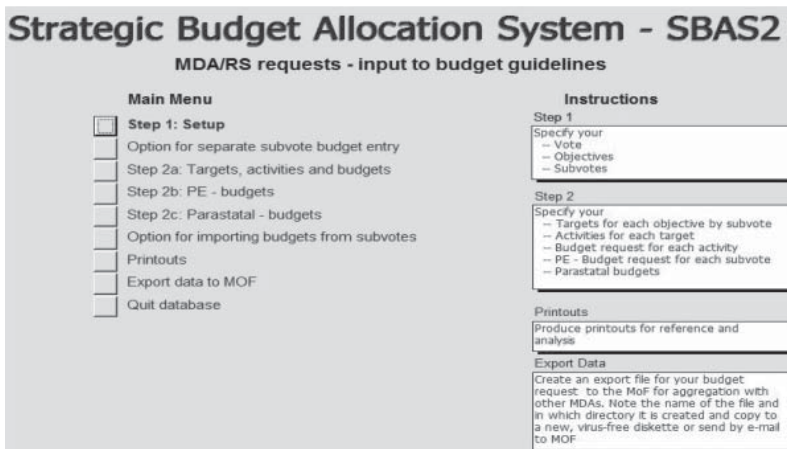 Strategic Budget Allocation System - SBAS2
MDA/RS requests - input to budget guidelines
Main Menu
Step 1: Setup
Option for separate subvote budget entry
Step 2a: Targets, activities and budgets
Step 2b: PE - budgets
Step 2c: Parastatal - budgets
Option for importing budgets from subvotes
Printouts
Export data to MOF
Quit database
Instructions
Step 1
Specify your
-- Vote
-- Objectives
-- Subvotes
Step 2
Specify your
-- Targets for each objective by subvote
-- Activities for each target
-- Budget request for each activity
-- PE - Budget request for each subvote
-- Parastatal budgets
Printouts
Produce printouts for reference and
analysis
Export Data
Create an export file for your budget
request to the MoF for aggregation with
other MDAs. Note the name of the file and
in which directory it is created and copy to
a new, virus-free diskette or send by e-mail
to MOF